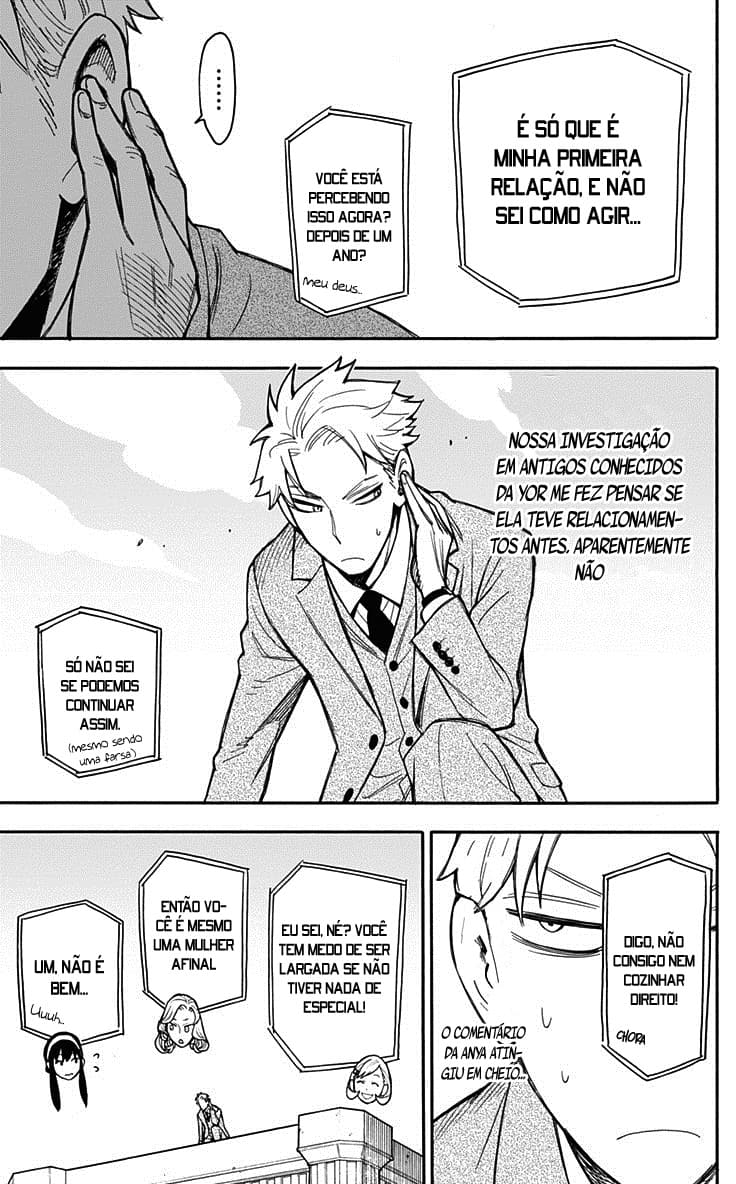 É SÓ QUE É
MINHA PRIMEIRA
RELAÇÃO, E NÃO
SEI COMO AGIR...
......
VOCÊ ESTÁ
PERCEBENDO
ISSO AGORA?
DEPOIS DE UM
ANO?
Meu deus..
NOSSA INVESTIGAÇÃO
EM ANTIGOS CONHECIDOS
DA YOR ME FEZ PENSAR SE
ELA TEVE RELACIONAMEN-
TOS ANTES. APARENTEMENTE
NÃO
SÓ NÃO SEI
SE PODEMOS
CONTINUAR
ASSIM.
(mesmo sendo
uma farsa)
DIGO, NÃO
CONSIGO NEM
COZINHAR
DIREITO!
CHORA
O COMENTÁRIO
DA ANYA ATIN-
GIU EM CHEIO...
EU SEI, NÉ? VOCÊ
TEM MEDO DE SER
LARGADA SE NÃO
TIVER NADA DE
ESPECIAL!
ENTÃO VO-
CÊ É MESMO
UMA MULHER
AFINAL
UM, NÃO É
BEM...
Uuuh..